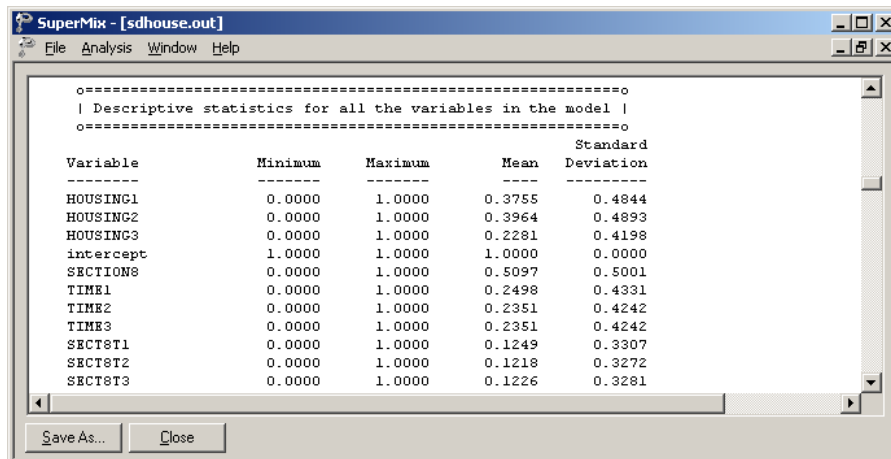 SuperMix - [sdhouse.out]
File Analysis Window Help
o==========================================================o
| Descriptive statistics for all the variables in the model |
o==========================================================o
Standard
Variable Minimum Maximum Mean Deviation
-------- ------- ------- ---- ---------
HOUSING1 0.0000 1.0000 0.3755 0.4844
HOUSING2 0.0000 1.0000 0.3964 0.4893
HOUSING3 0.0000 1.0000 0.2281 0.4198
intercept 1.0000 1.0000 1.0000 0.0000
SECTION8 0.0000 1.0000 0.5097 0.5001
TIME1 0.0000 1.0000 0.2498 0.4331
TIME2 0.0000 1.0000 0.2351 0.4242
TIME3 0.0000 1.0000 0.2351 0.4242
SECT8T1 0.0000 1.0000 0.1249 0.3307
SECT8T2 0.0000 1.0000 0.1218 0.3272
SECT8T3 0.0000 1.0000 0.1226 0.3281
Save As... Close